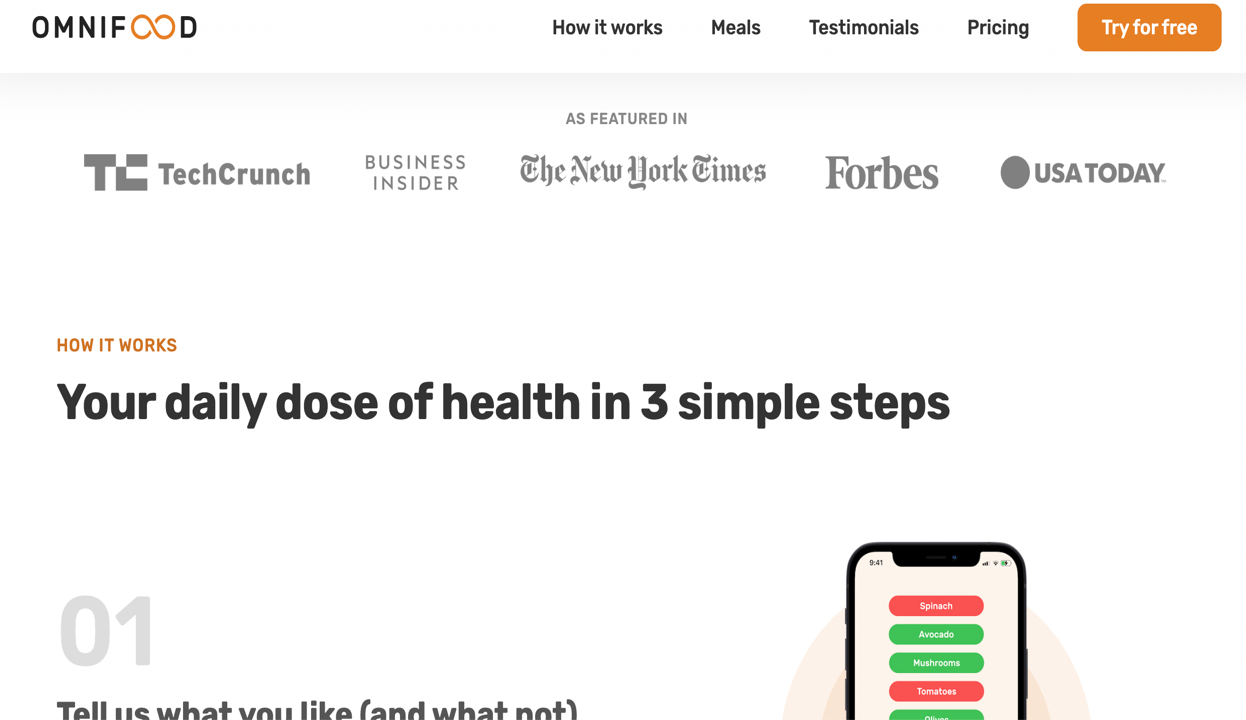 OMNIFOOD
How it works
Meals
Testimonials
Pricing
Try for free
AS FEATURED IN
TechCrunch
BUSINESS
INSIDER
The New York Times
Forbes
USA TODAY
HOW IT WORKS
Your daily dose of health in 3 simple steps
01
Tell us what you like (and what not)
9:41
Spinach
Avocado
Mushrooms
Tomatoes
Olives